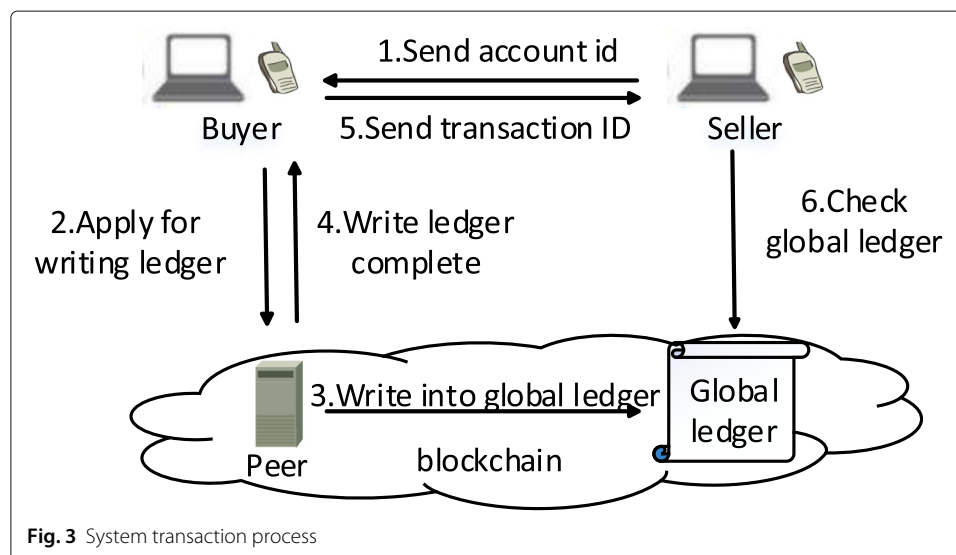 1.Send account id
Buyer
5.Send transaction ID
Seller
2.Apply for
writing ledger
4.Write ledger
complete
6.Check
global ledger
3.Write into global ledger
Global
ledger
Peer
blockchain
Fig. 3 System transaction process